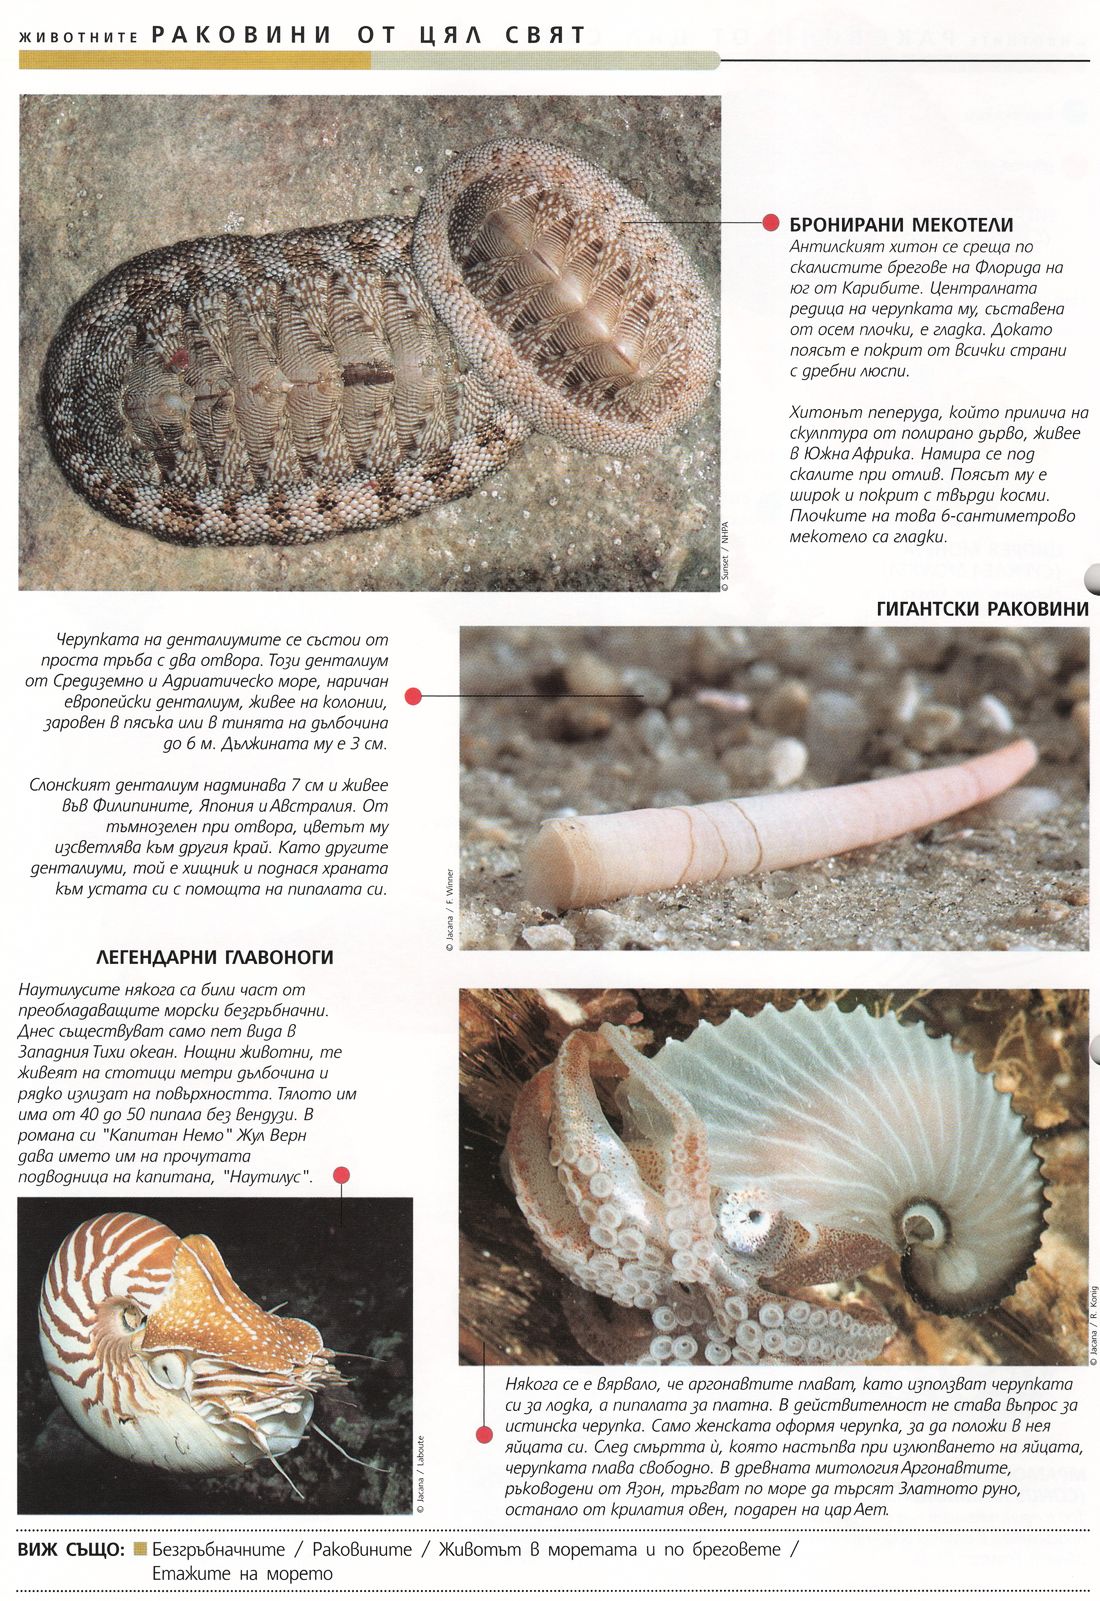 ЖИВОТНИТЕ РАКОВИНИ ОТ ЦЯЛ СВЯТ
БРОНИРАНИ МЕКОТЕЛИ
Антилският хитон се среща по
скалистите брегове на Флорида на
юг от Карибите. Централната
редица на черупката му, съставена
от осем плочки, е гладка. Докато
поясът е покрит от всички страни
с дребни люспи.
Хитонът пеперуда, който прилича на
скулптура от полирано дърво, живее
в Южна Африка. Намира се под
скалите при отлив. Поясът му е
широк и покрит с твърди косми.
Плочките на това 6-сантиметрово
мекотело са гладки.
© Sunset / NHPA
ГИГАНТСКИ РАКОВИНИ
Черупката на денталиумите се състои от
проста тръба с два отвора. Този денталиум
от Средиземно и Адриатическо море, наричан
европейски денталиум, живее на колонии,
заровен в пясъка или в тинята на дълбочина
до 6 м. Дължината му е 3 см.
Слонският денталиум надминава 7 см и живее
във Филипините, Япония и Австралия. От
тъмнозелен при отвора, цветът му
изсветлява към другия край. Като другите
денталиуми, той е хищник и поднася храната
към устата си с помощта на пипалата си.
© Jacana / F. Winner
ЛЕГЕНДАРНИ ГЛАВОНОГИ
Наутилусите някога са били част от
преобладаващите морски безгръбначни.
Днес съществуват само пет вида в
Западния Тихи океан. Нощни животни, те
живеят на стотици метри дълбочина и
рядко излизат на повърхността. Тялото им
има от 40 до 50 пипала без вендузи. В
романа си "Капитан Немо" Жул Верн
дава името им на прочутата
подводница на капитана, "Наутилус".
© Jacana / Laboute
© Jacana / R. Konig
Някога се е вярвало, че аргонавтите плават, като използват черупката
си за лодка, а пипалата за платна. В действителност не става въпрос за
истинска черупка. Само женската оформя черупка, за да положи в нея
яйцата си. След смъртта ѝ, която настъпва при излюпването на яйцата,
черупката плава свободно. В древната митология Аргонавтите,
ръководени от Язон, тръгват по море да търсят Златното руно,
останало от крилатия овен, подарен на цар Ает.
ВИЖ СЪЩО: Безгръбначните / Раковините / Животът в моретата и по бреговете /
Етажите на морето